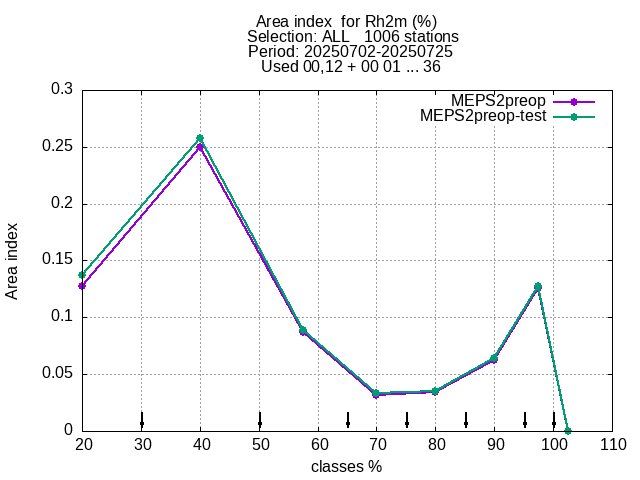 Area index  for Rh2m (%)
Selection: ALL   1006 stations
Period: 20250702-20250725
Used 00,12 + 00 01 ... 36
MEPS2preop
MEPS2preop-test
0.3
0.25
0.2
0.15
0.1
0.05
0
Area index
20 30 40 50 60 70 80 90 100 110
classes %